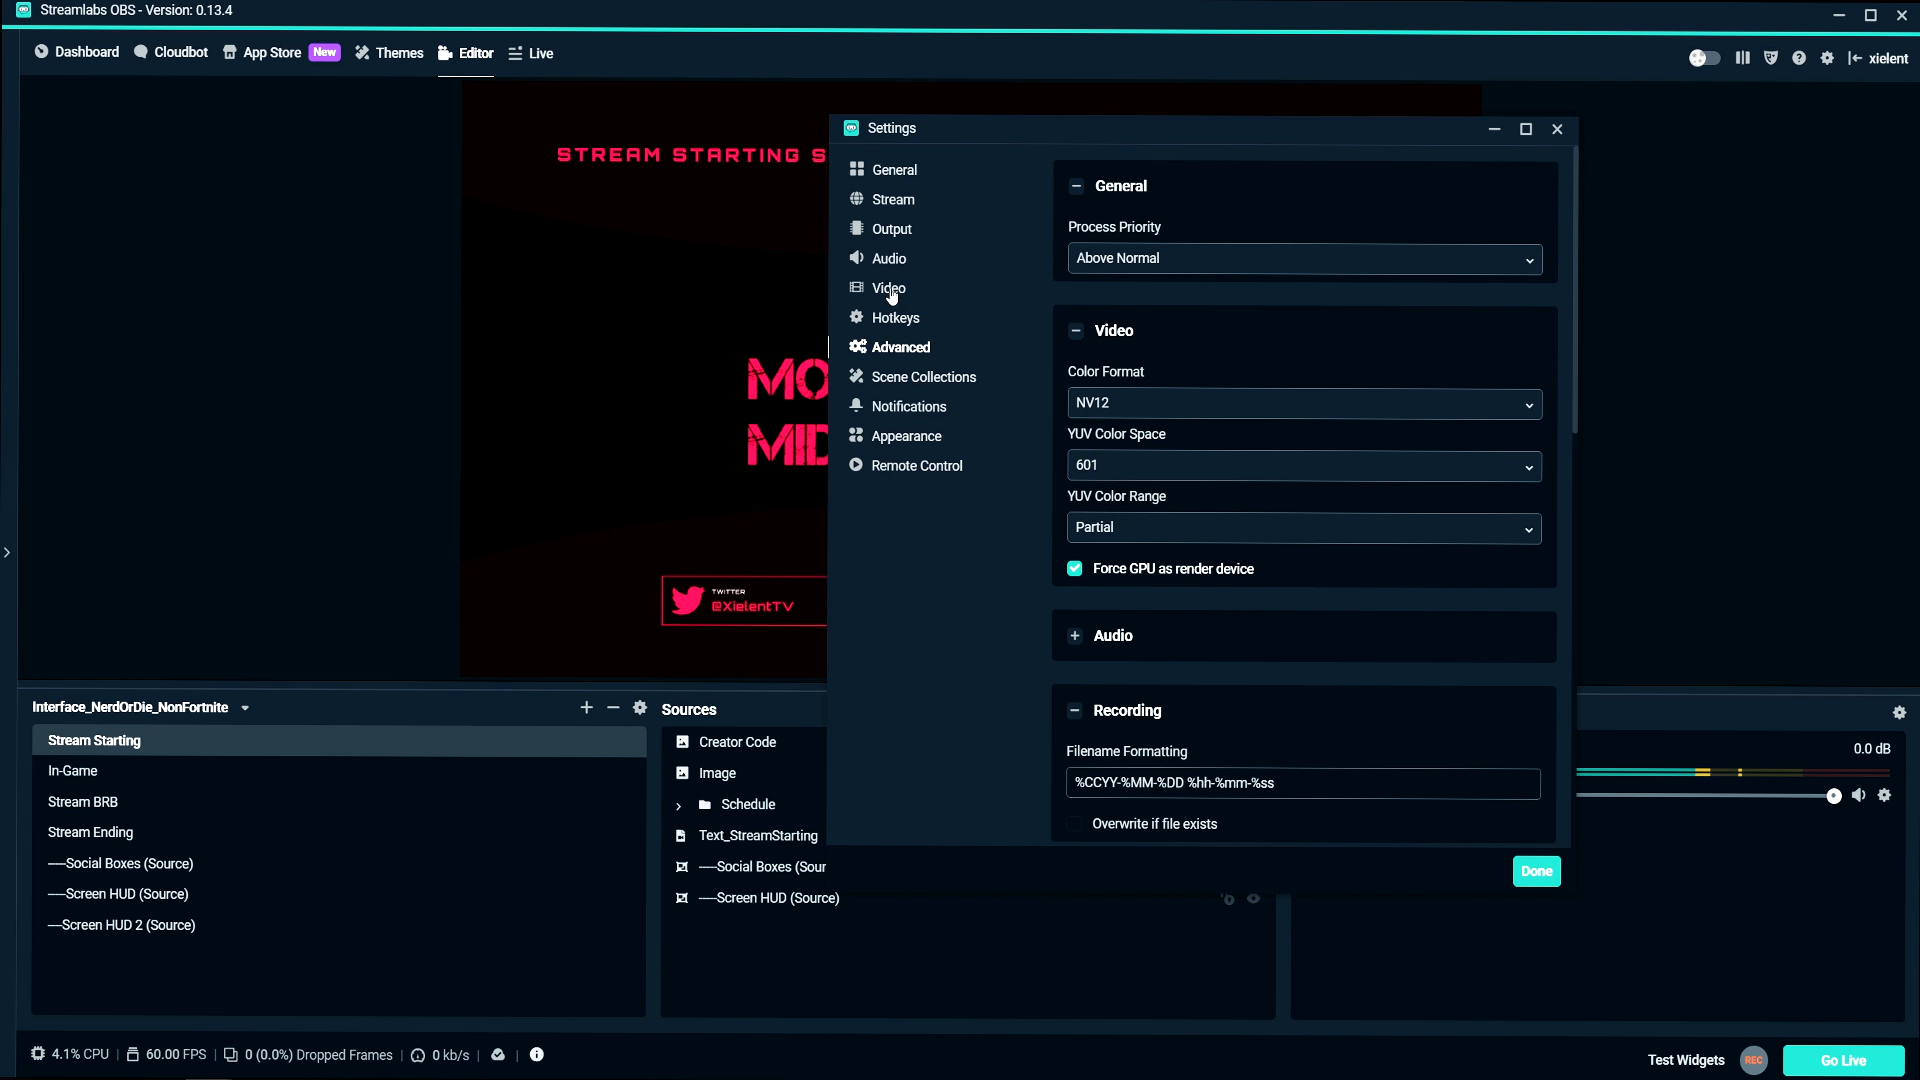 Streamlabs OBS - Version: 0.13.4
Dashboard Cloudbot App Store New Themes Editor Live
xielent
STREAM STARTING S
MO
MID
TWITTER
@XielentTV
Settings
General
Stream
Output
Audio
Video
Hotkeys
Advanced
Scene Collections
Notifications
Appearance
Remote Control
General
Process Priority
Above Normal
Video
Color Format
NV12
YUV Color Space
601
YUV Color Range
Partial
Force GPU as render device
Audio
Recording
Filename Formatting
%CCYY-%MM-%DD %hh-%mm-%ss
Overwrite if file exists
Done
Interface_NerdOrDie_NonFortnite
Stream Starting
In-Game
Stream BRB
Stream Ending
----Social Boxes (Source)
----Screen HUD (Source)
----Screen HUD 2 (Source)
Sources
Creator Code
Image
Schedule
Text_StreamStarting
----Social Boxes (Sour
----Screen HUD (Source)
0.0 dB
4.1% CPU 60.00 FPS 0 (0.0%) Dropped Frames 0 kb/s
Test Widgets REC Go Live